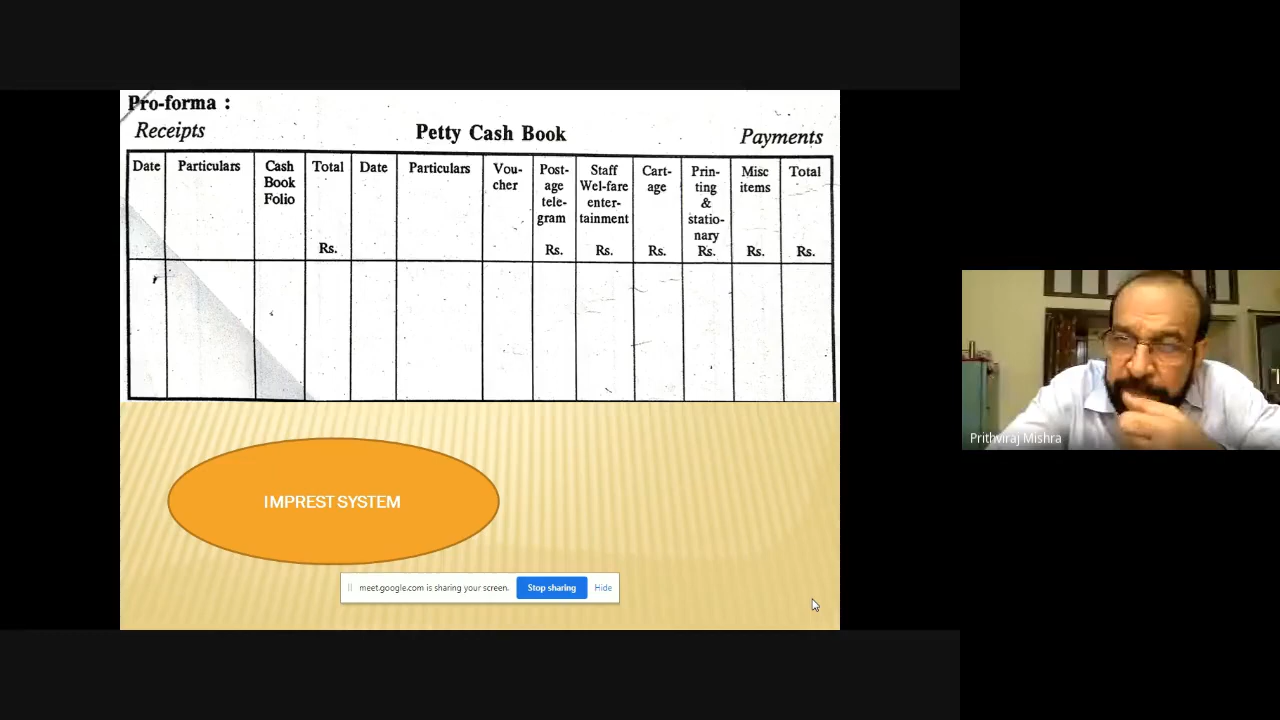 Pro-forma :
Receipts Petty Cash Book Payments
Date Particulars Cash Book Folio Total Rs. Date Particulars Vou-cher Post-age tele-gram Rs. Staff Wel-fare enter-tainment Rs. Cart-age Rs. Prin-ting & statio-nary Rs. Misc items Rs. Total Rs.
IMPREST SYSTEM
meet.google.com is sharing your screen. Stop sharing Hide
Prithviraj Mishra